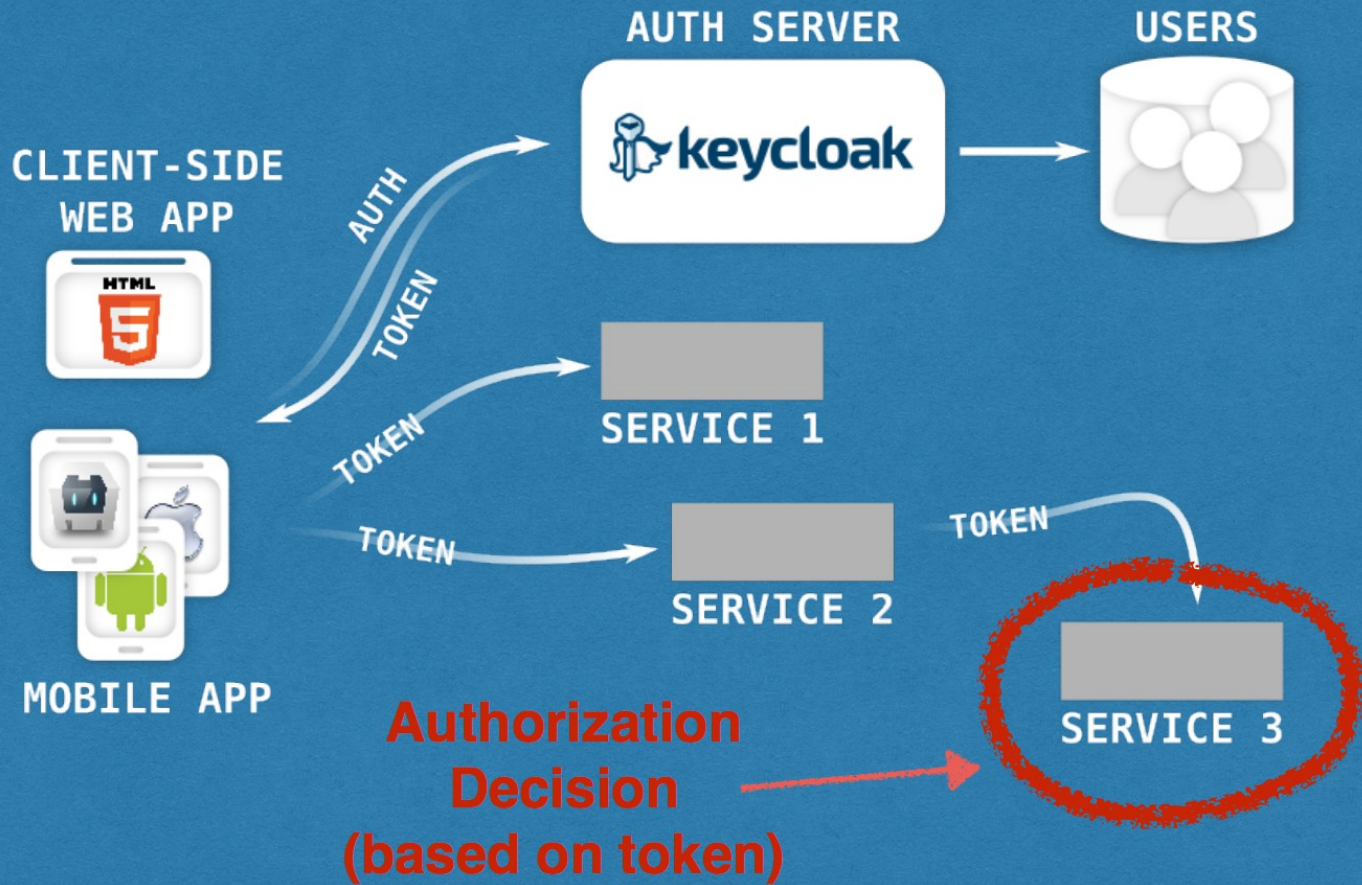 AUTH SERVER
USERS
keycloak
CLIENT-SIDE
WEB APP
HTML
5
AUTH
TOKEN
TOKEN
SERVICE 1
TOKEN
SERVICE 2
TOKEN
MOBILE APP
SERVICE 3
Authorization
Decision
(based on token)